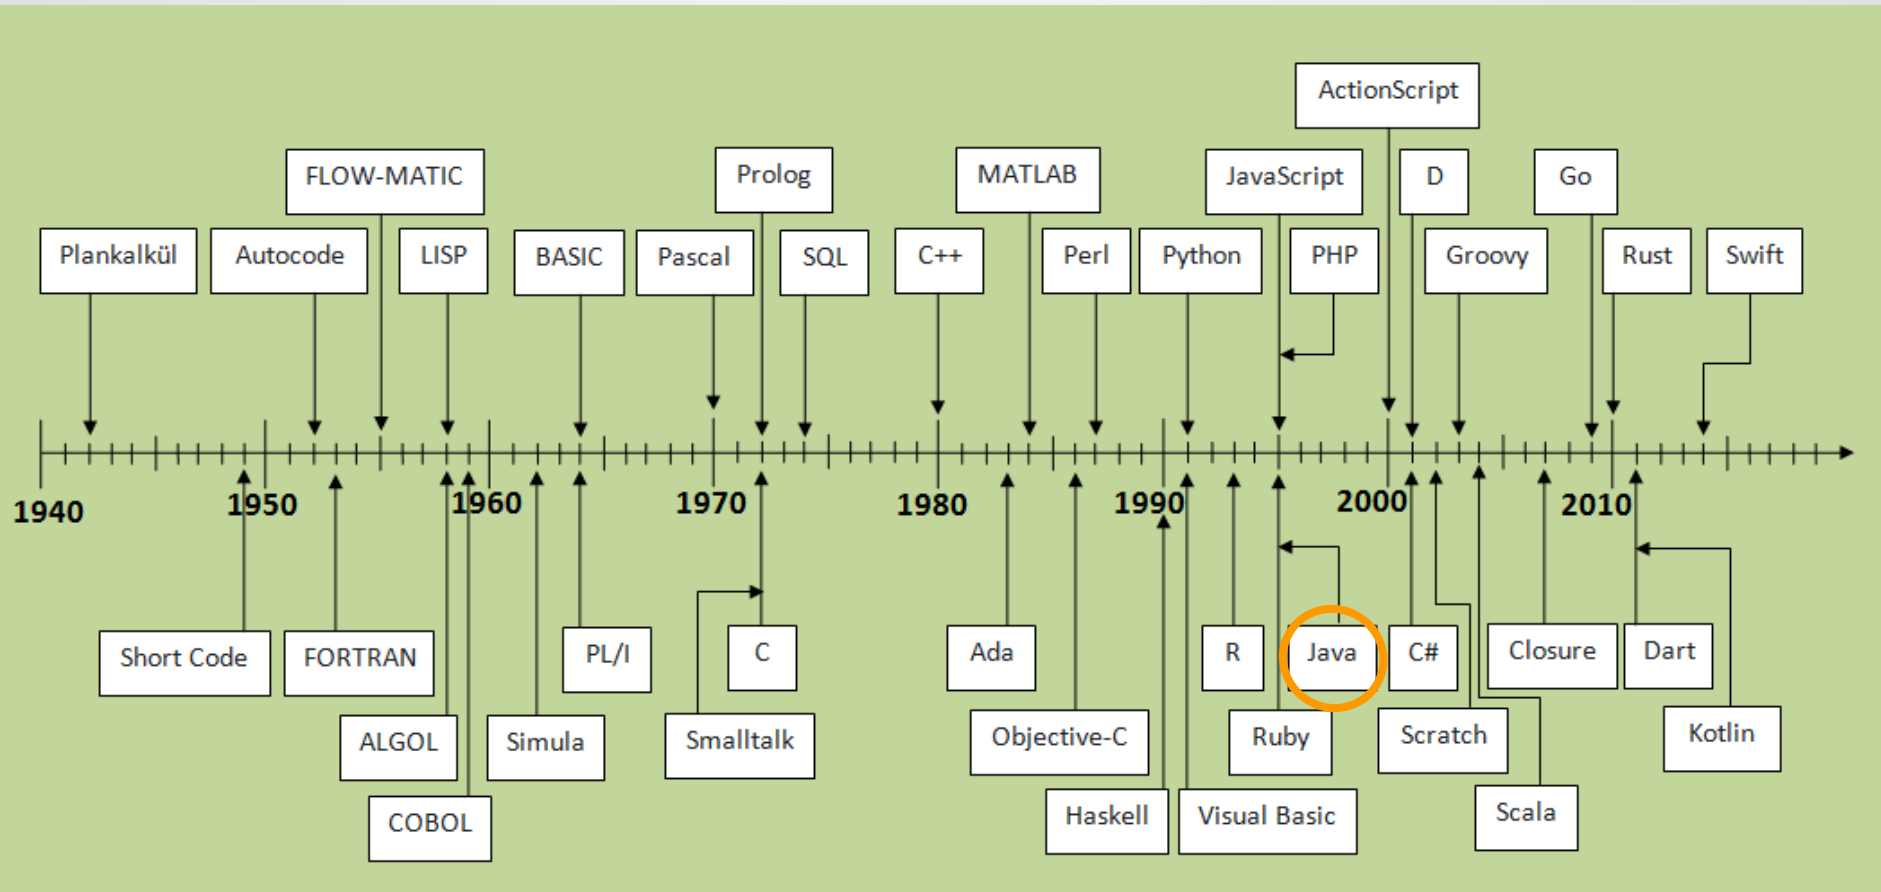 ActionScript
FLOW-MATIC
Prolog
MATLAB
JavaScript
D
Go
Plankalkül
Autocode
LISP
BASIC
Pascal
SQL
C++
Perl
Python
PHP
Groovy
Rust
Swift
1940
1950
1960
1970
1980
1990
2000
2010
Short Code
FORTRAN
PL/I
C
Ada
R
Java
C#
Closure
Dart
ALGOL
Simula
Smalltalk
Objective-C
Ruby
Scratch
Kotlin
COBOL
Haskell
Visual Basic
Scala